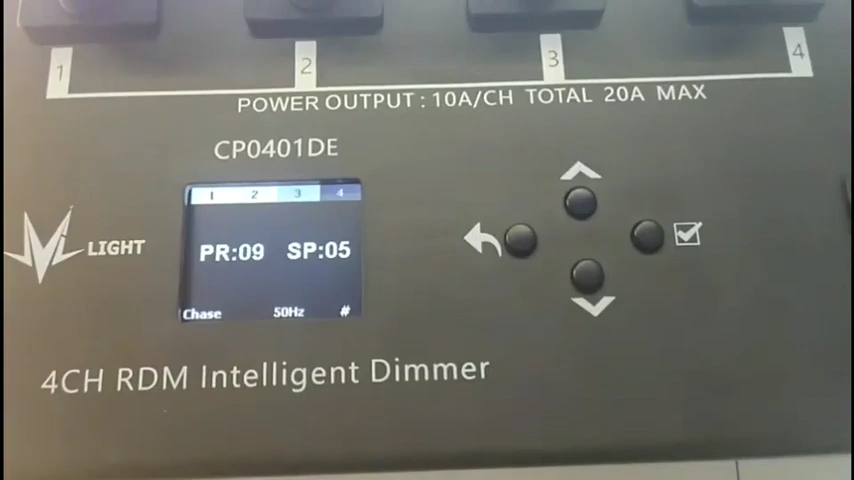 1 2 3 4
POWER OUTPUT : 10A/CH TOTAL 20A MAX
CP0401DE
1 2 3 4
PR:09 SP:05
Chase 50Hz #
LIGHT
4CH RDM Intelligent Dimmer